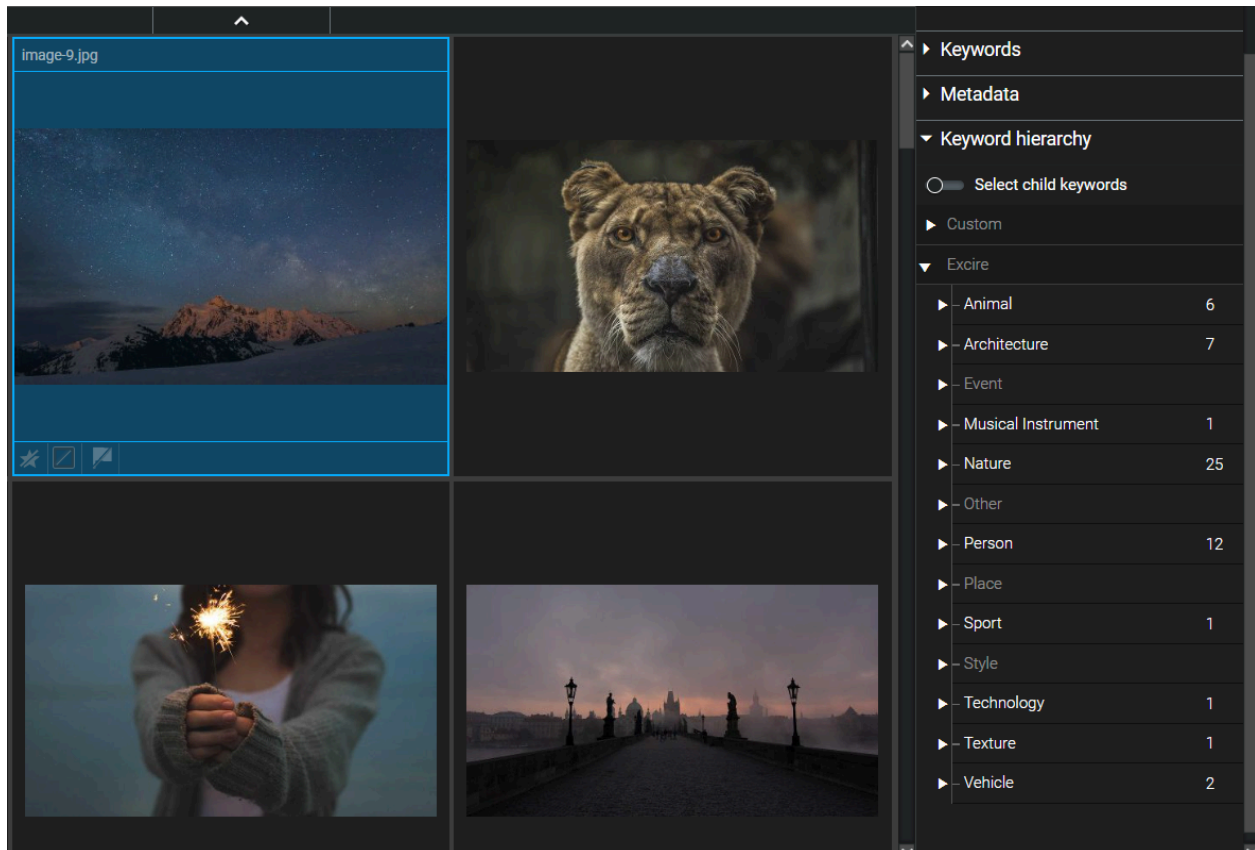 image-9.jpg
Keywords
Metadata
Keyword hierarchy
Select child keywords
Custom
Excire
Animal 6
Architecture 7
Event
Musical Instrument 1
Nature 25
Other
Person 12
Place
Sport 1
Style
Technology 1
Texture 1
Vehicle 2